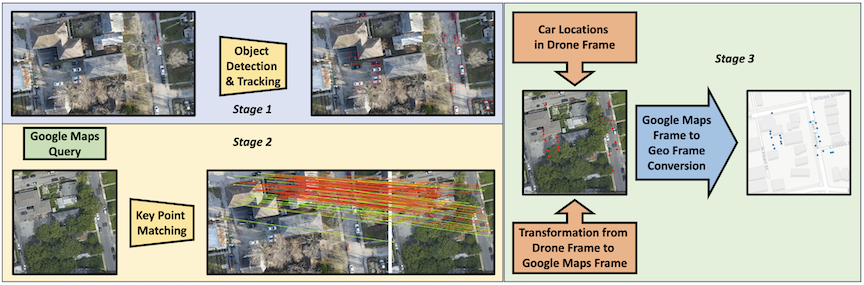 Object
Detection
& Tracking
Stage 1
Google Maps
Query
Stage 2
Key Point
Matching
Car Locations
in Drone Frame
Stage 3
Google Maps
Frame to
Geo Frame
Conversion
Transformation from
Drone Frame to
Google Maps Frame